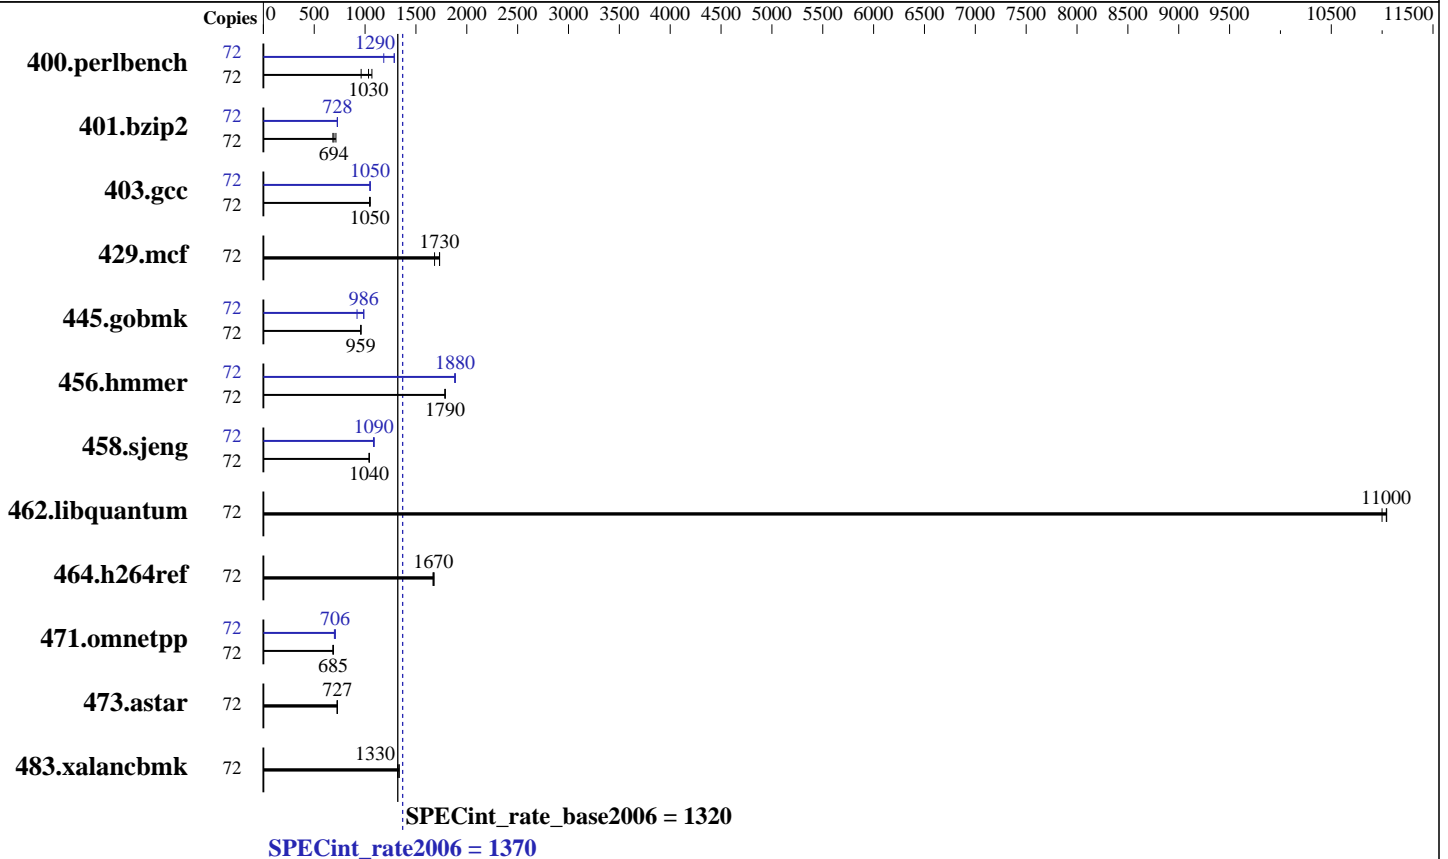 Copies 0 500 1000 1500 2000 2500 3000 3500 4000 4500 5000 5500 6000 6500 7000 7500 8000 8500 9000 9500 10500 11500
400.perlbench 72 1290
72 1030
401.bzip2 72 728
72 694
403.gcc 72 1050
72 1050
429.mcf 72 1730
445.gobmk 72 986
72 959
456.hmmer 72 1880
72 1790
458.sjeng 72 1090
72 1040
462.libquantum 72 11000
464.h264ref 72 1670
471.omnetpp 72 706
72 685
473.astar 72 727
483.xalancbmk 72 1330
SPECint_rate_base2006 = 1320
SPECint_rate2006 = 1370